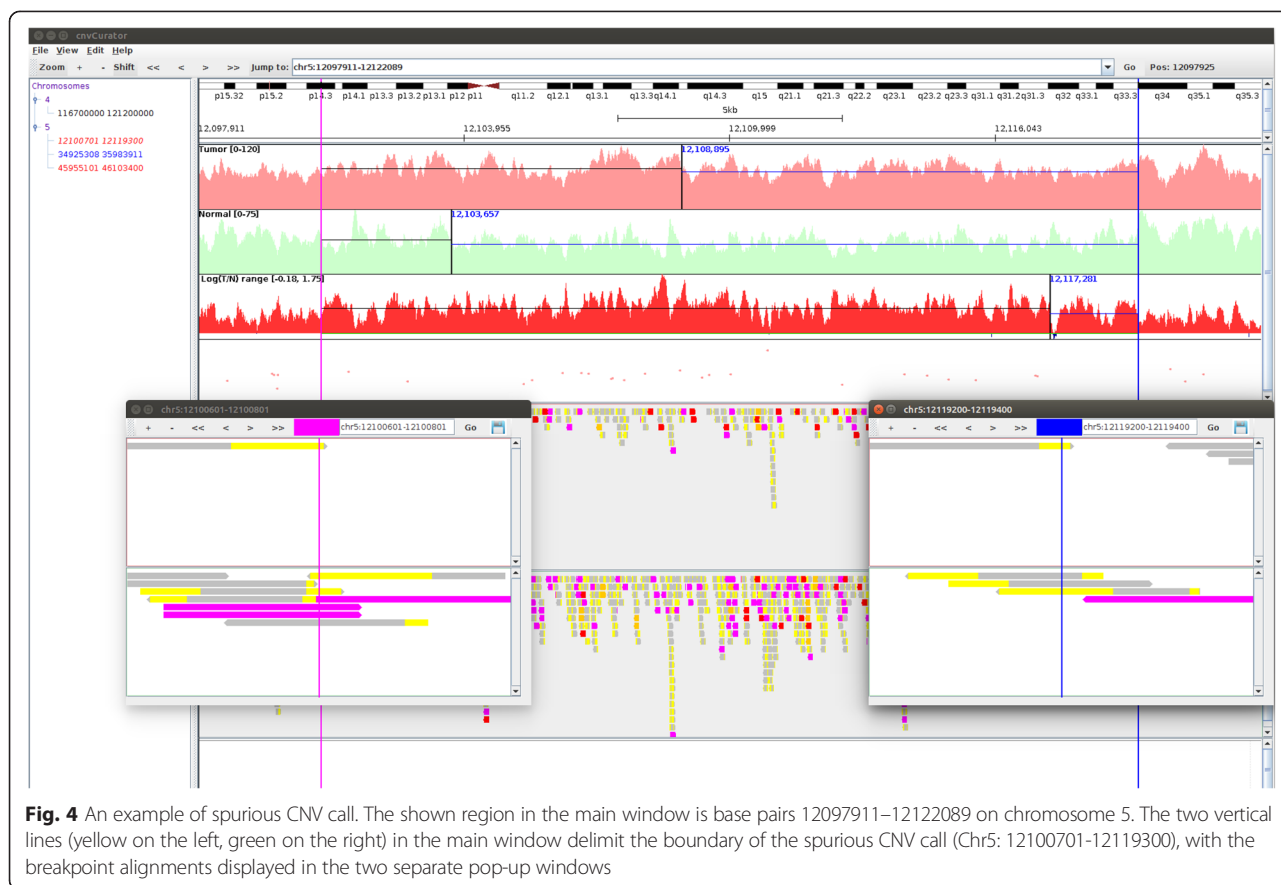 cnvCurator
File View Edit Help
Zoom + - Shift << < > >> Jump to: chr5:12097911-12122089 Go Pos: 12097925
Chromosomes
4
116700000 121200000
5
12100701 12119300
34925308 35983911
45955101 46103400
p15.32 p15.2 p14.3 p14.1 p13.3 p13.2 p13.1 p12 p11 q11.2 q12.1 q13.1 q13.3 q14.1 q14.3 q15 q21.1 q21.3 q22.2 q23.1 q23.2 q23.3 q31.1 q31.2 q31.3 q32 q33.1 q33.3 q34 q35.1 q35.3
5kb
12.097,911 12,103,955 12,109,999 12,116,043
Tumor [0-120] 12,108,895
Normal [0-75] 12,103,657
Log(T/N) range [-0.18, 1.75] 12,117,281
chr5:12100601-12100801
+ - << < > >> chr5:12100601-12100801 Go
chr5:12119200-12119400
+ - << < > >> chr5:12119200-12119400 Go
Fig. 4 An example of spurious CNV call. The shown region in the main window is base pairs 12097911–12122089 on chromosome 5. The two vertical
lines (yellow on the left, green on the right) in the main window delimit the boundary of the spurious CNV call (Chr5: 12100701-12119300), with the
breakpoint alignments displayed in the two separate pop-up windows